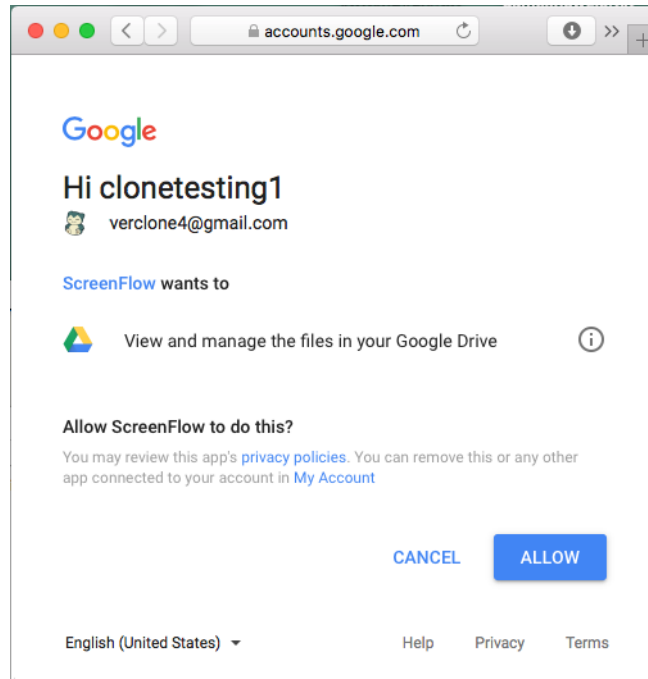 accounts.google.com
Google
Hi clonetesting1
verclone4@gmail.com
ScreenFlow wants to
View and manage the files in your Google Drive
Allow ScreenFlow to do this?
You may review this app's privacy policies. You can remove this or any other
app connected to your account in My Account
CANCEL ALLOW
English (United States) Help Privacy Terms